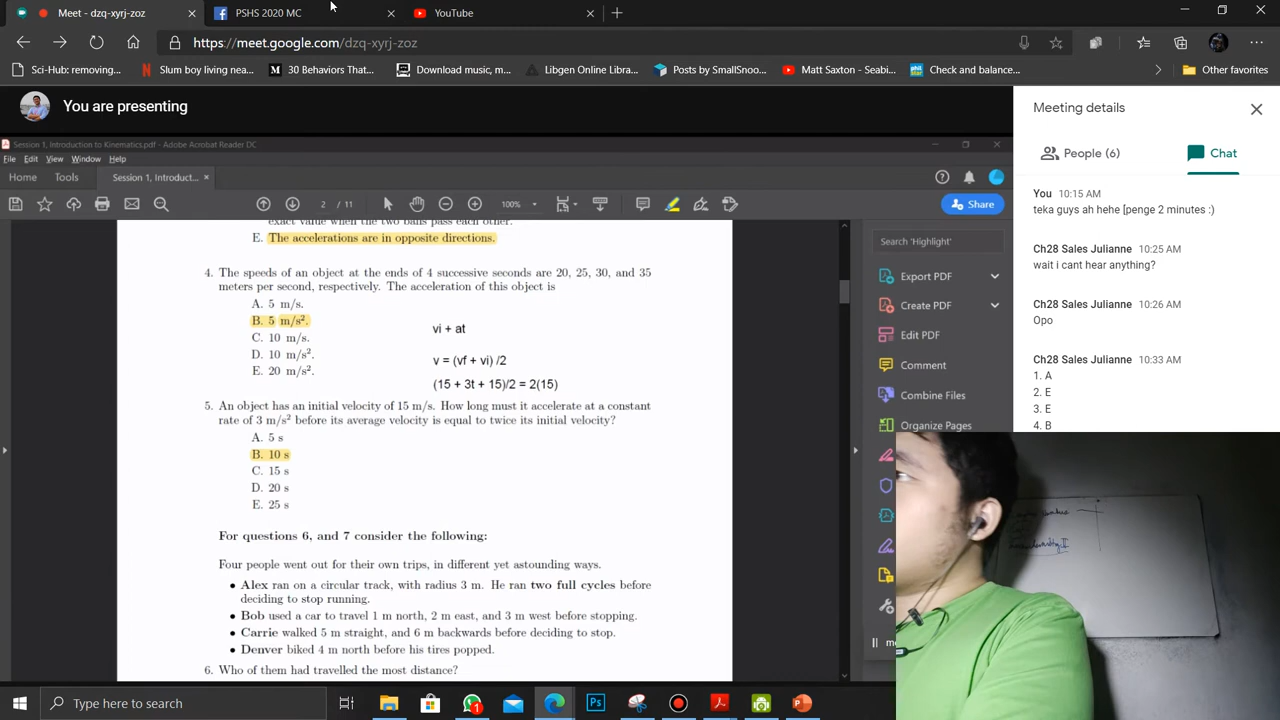 Meet - dzq-xyrj-zoz
PSHS 2020 MC
YouTube
https://meet.google.com/dzq-xyrj-zoz
Sci-Hub: removing...
Slum boy living nea...
30 Behaviors That...
Download music, m...
Libgen Online Libra...
Posts by SmallSnoo...
Matt Saxton - Seabi...
Check and balance...
Other favorites
You are presenting
Session 1, Introduction to Kinematics.pdf - Adobe Acrobat Reader DC
File Edit View Window Help
Home Tools Session 1, Introduct...
2 / 11
100%
Share
exact value when the two balls pass each other.
E. The accelerations are in opposite directions.
4. The speeds of an object at the ends of 4 successive seconds are 20, 25, 30, and 35
meters per second, respectively. The acceleration of this object is
A. 5 m/s.
B. 5 m/s².
C. 10 m/s.
D. 10 m/s².
E. 20 m/s².
vi + at
v = (vf + vi) /2
(15 + 3t + 15)/2 = 2(15)
5. An object has an initial velocity of 15 m/s. How long must it accelerate at a constant
rate of 3 m/s² before its average velocity is equal to twice its initial velocity?
A. 5 s
B. 10 s
C. 15 s
D. 20 s
E. 25 s
For questions 6, and 7 consider the following:
Four people went out for their own trips, in different yet astounding ways.
• Alex ran on a circular track, with radius 3 m. He ran two full cycles before
deciding to stop running.
• Bob used a car to travel 1 m north, 2 m east, and 3 m west before stopping.
• Carrie walked 5 m straight, and 6 m backwards before deciding to stop.
• Denver biked 4 m north before his tires popped.
6. Who of them had travelled the most distance?
Search 'Highlight'
Export PDF
Create PDF
Edit PDF
Comment
Combine Files
Organize Pages
Meeting details
People (6)
Chat
You 10:15 AM
teka guys ah hehe [penge 2 minutes :)
Ch28 Sales Julianne 10:25 AM
wait i cant hear anything?
Ch28 Sales Julianne 10:26 AM
Opo
Ch28 Sales Julianne 10:33 AM
1. A
2. E
3. E
4. B
Type here to search
1